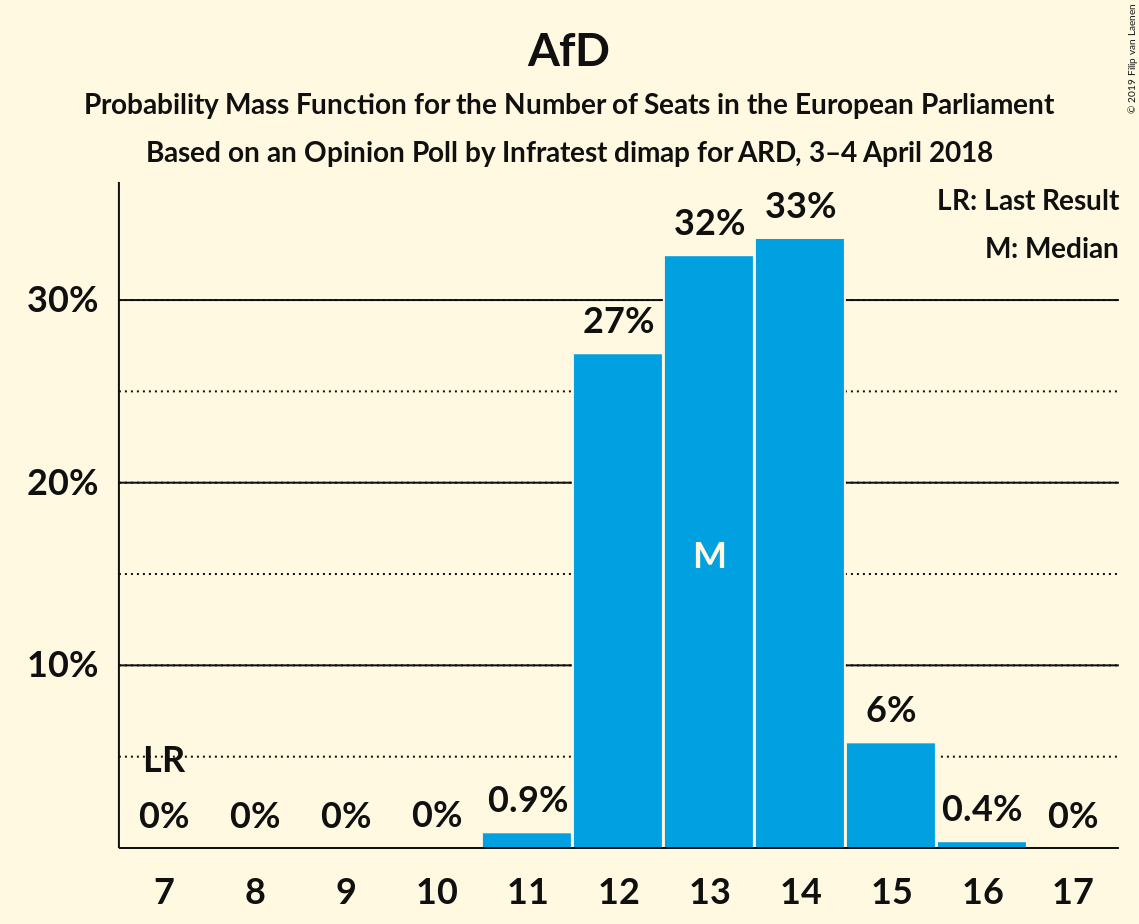 AfD
Probability Mass Function for the Number of Seats in the European Parliament
Based on an Opinion Poll by Infratest dimap for ARD, 3–4 April 2018
© 2019 Filip van Laenen
LR: Last Result
M: Median
30%
20%
10%
LR
0%
0%
0%
0%
0.9%
27%
32%
33%
6%
0.4%
0%
M
7 8 9 10 11 12 13 14 15 16 17